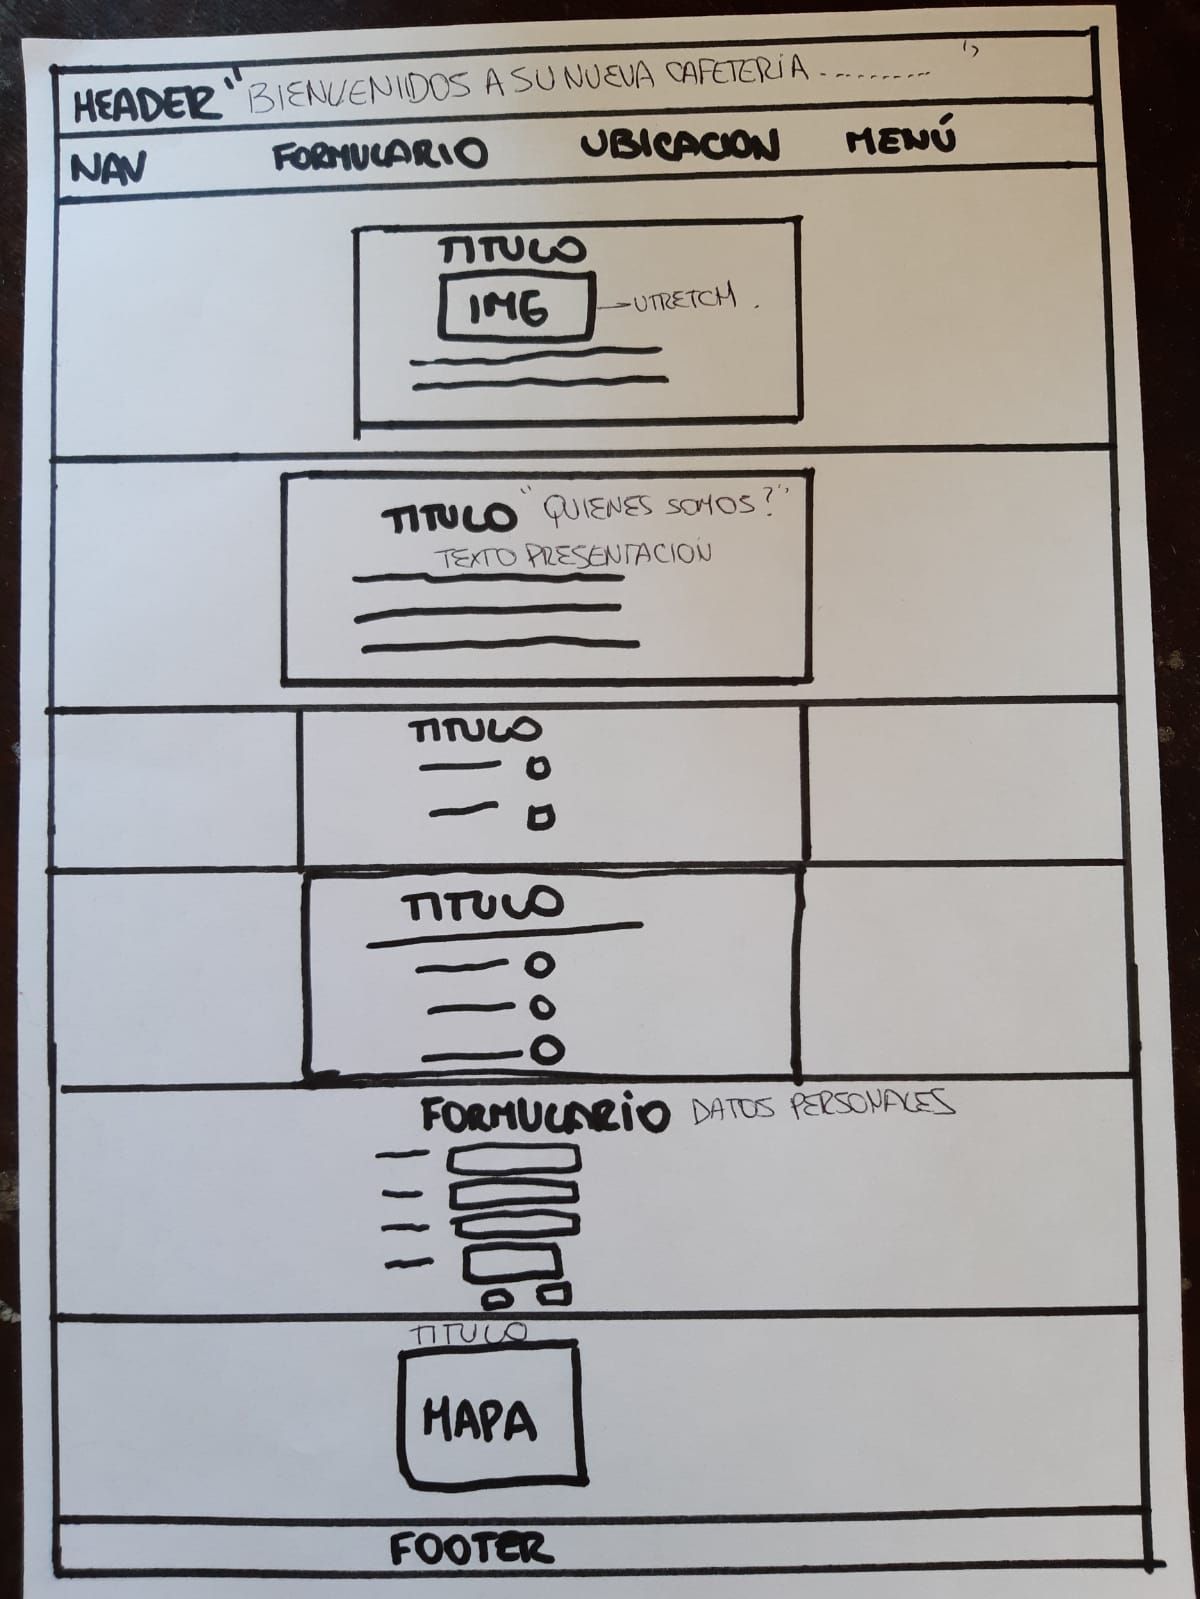 HEADER "BIENVENIDOS A SU NUEVA CAFETERIA .........."
NAV FORMULARIO UBICACION MENÚ
TITULO
IMG UTRETCH .
TITULO "QUIENES SOMOS?"
TEXTO PRESENTACION
TITULO
TITULO
FORMULARIO DATOS PERSONALES
TITULO
MAPA
FOOTER